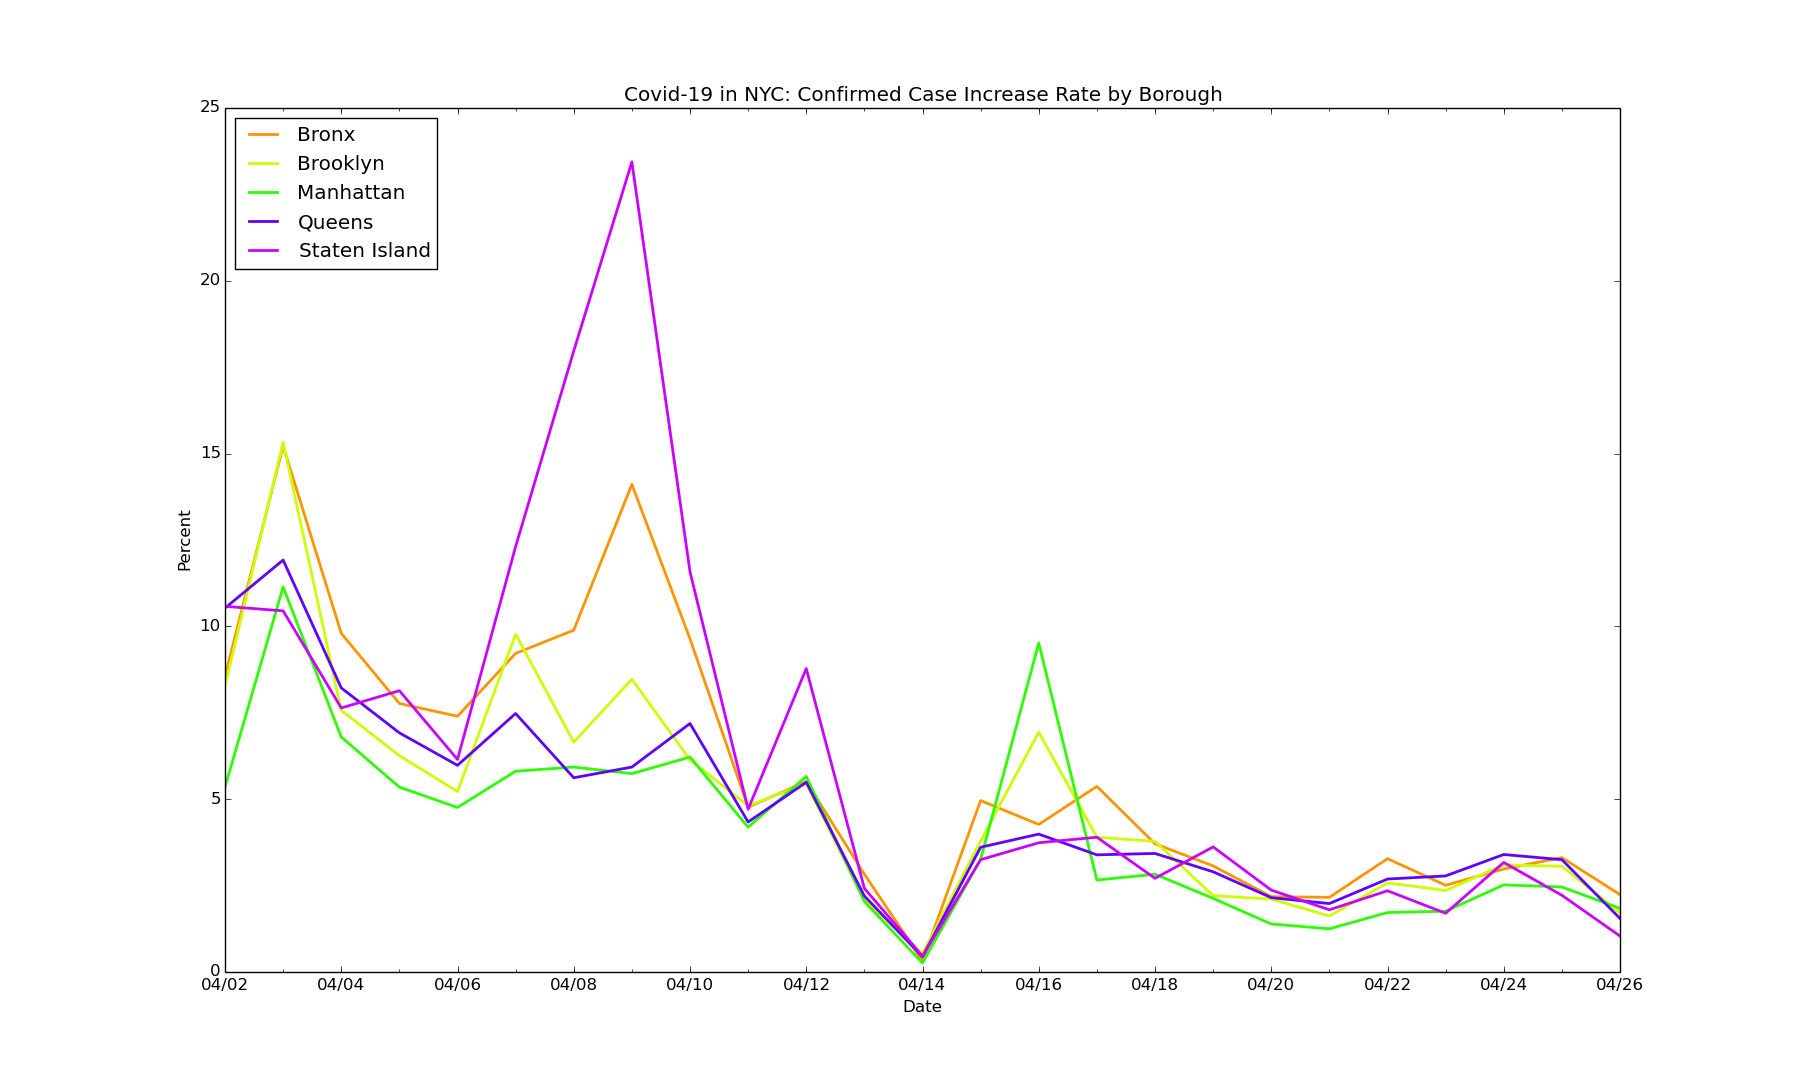 Covid-19 in NYC: Confirmed Case Increase Rate by Borough
25
20
15
10
5
0
Percent
Bronx
Brooklyn
Manhattan
Queens
Staten Island
04/02 04/04 04/06 04/08 04/10 04/12 04/14 04/16 04/18 04/20 04/22 04/24 04/26
Date